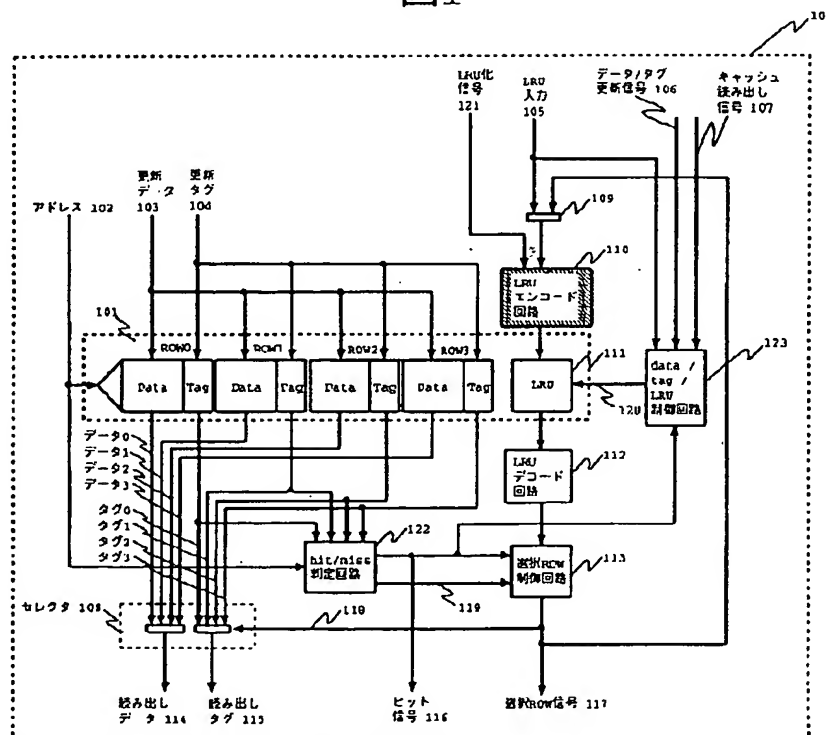 図1
10
LRU化
信号
121
LRU
入力
105
データ/タグ
更新信号 106
キャッシュ
読み出し
信号 107
更新
データ
103
更新
タグ
104
アドレス 102
109
110
LRU
エンコード
回路
101
ROW0
ROW1
ROW2
ROW3
Data
Tag
Data
Tag
Data
Tag
Data
Tag
LRU
111
120
data /
tag /
LRU
制御回路
123
データ0
データ1
データ2
データ3
LRU
デコード
回路
112
タグ0
タグ1
タグ2
タグ3
122
hit/miss
判定回路
選択ROW
制御回路
113
119
セレクタ 108
118
読み出し
データ 114
読み出し
タグ 115
ヒット
信号 116
選択ROW信号 117